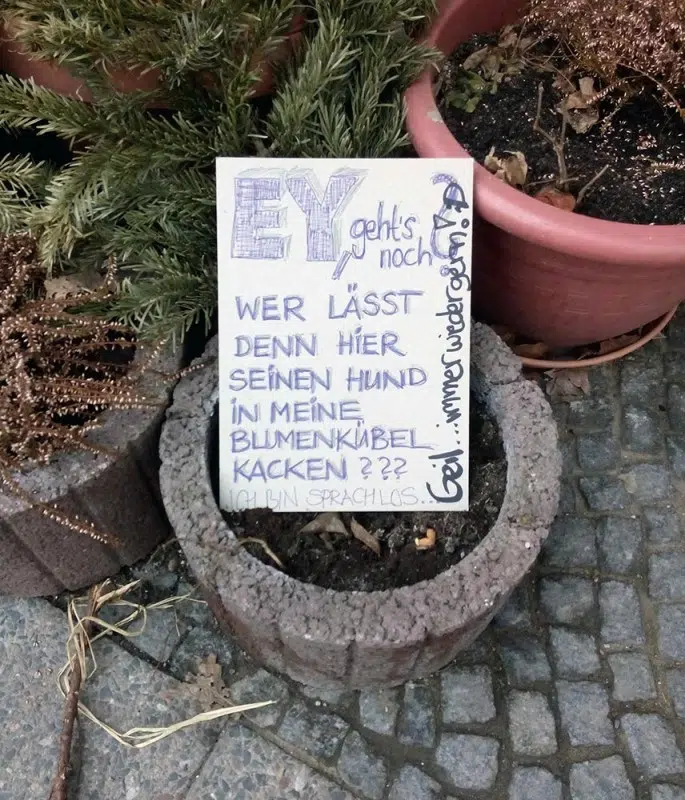 EY,
geht's
noch?
WER LÄSST
DENN HIER
SEINEN HUND
IN MEINE
BLUMENKÜBEL
KACKEN ???
ICH BIN SPRACHLOS...
Geil...immer wieder gern!:D